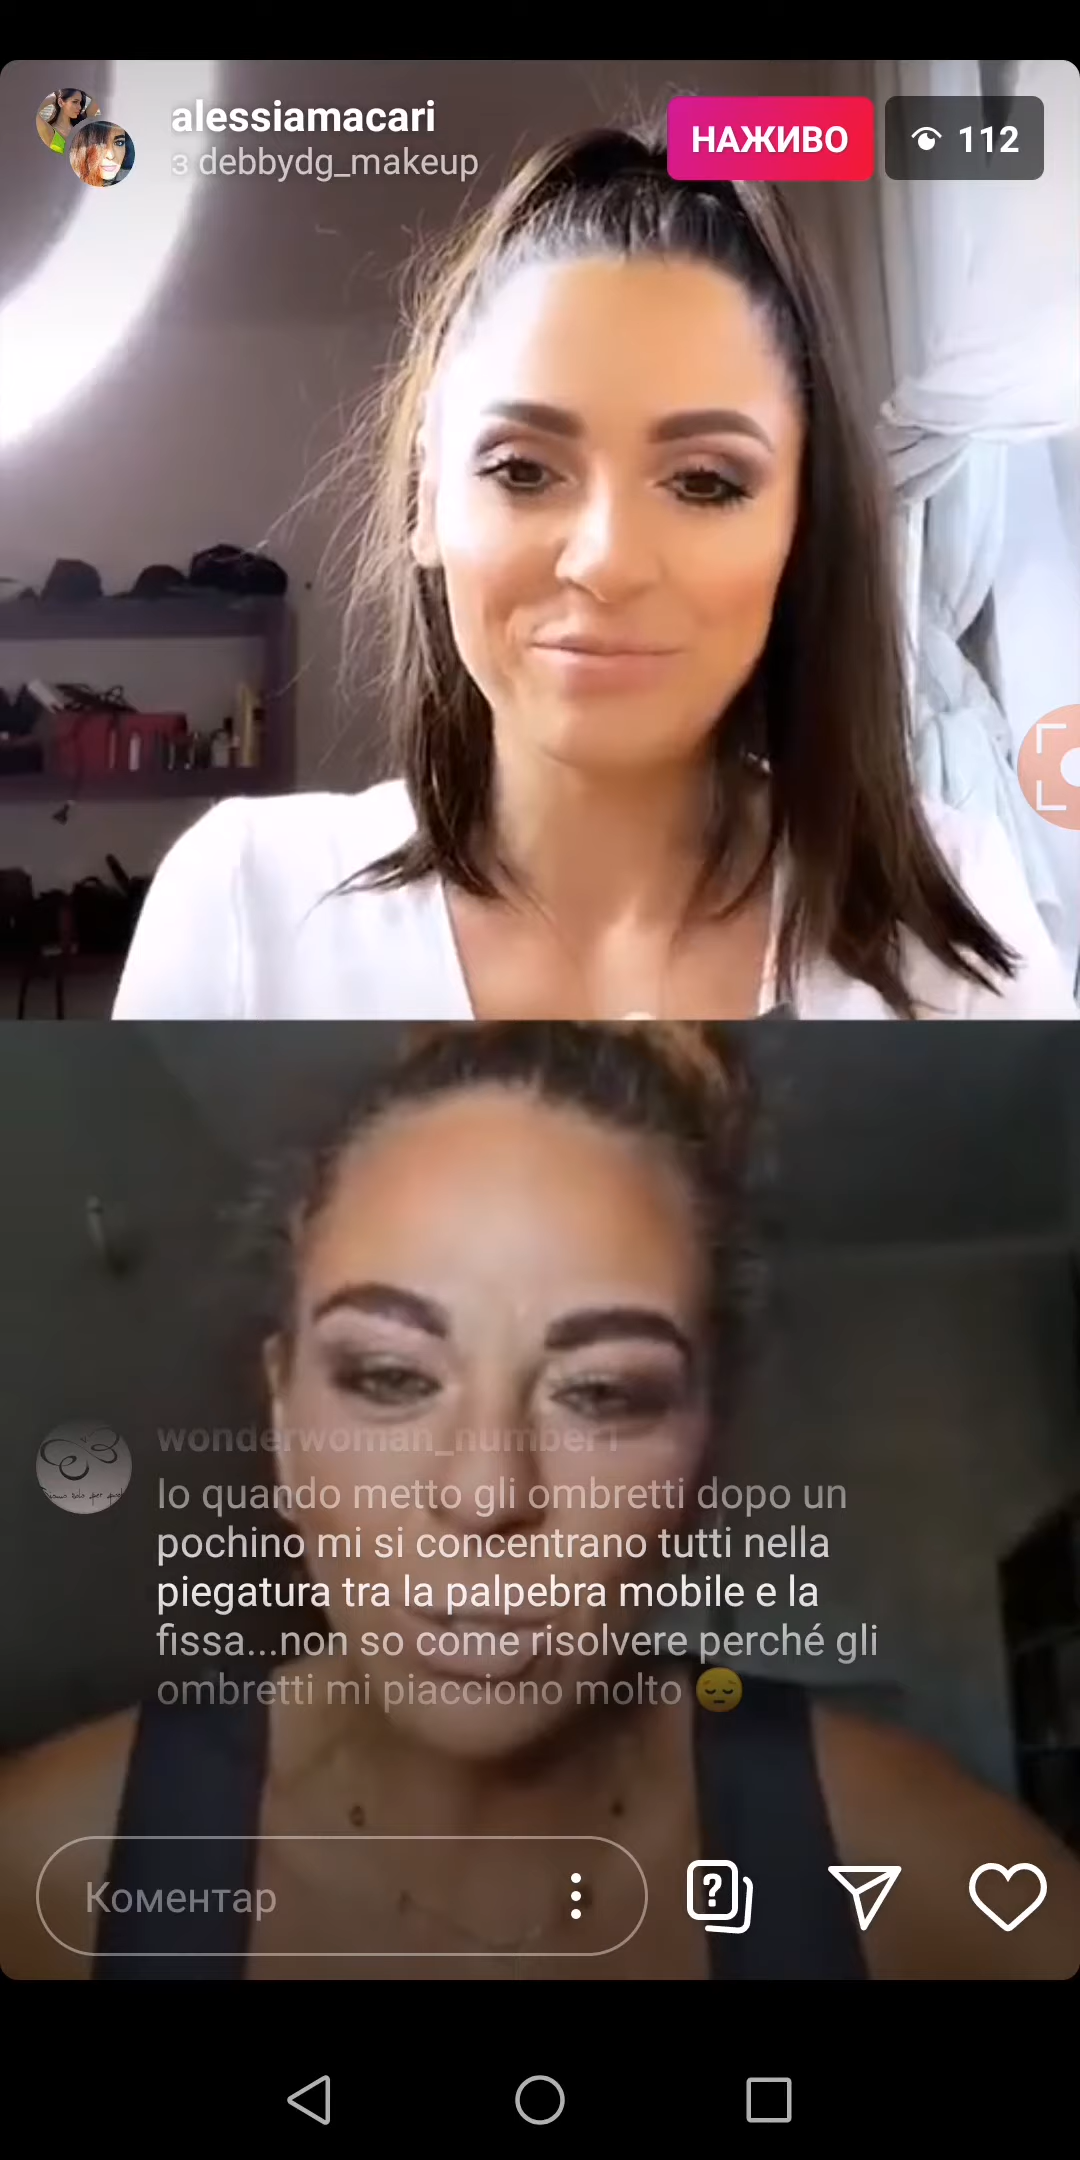 alessiamacari
з debbydg_makeup
НАЖИВО
112
wonderwoman_number1
Io quando metto gli ombretti dopo un
pochino mi si concentrano tutti nella
piegatura tra la palpebra mobile e la
fissa...non so come risolvere perché gli
ombretti mi piacciono molto 😔
Коментар